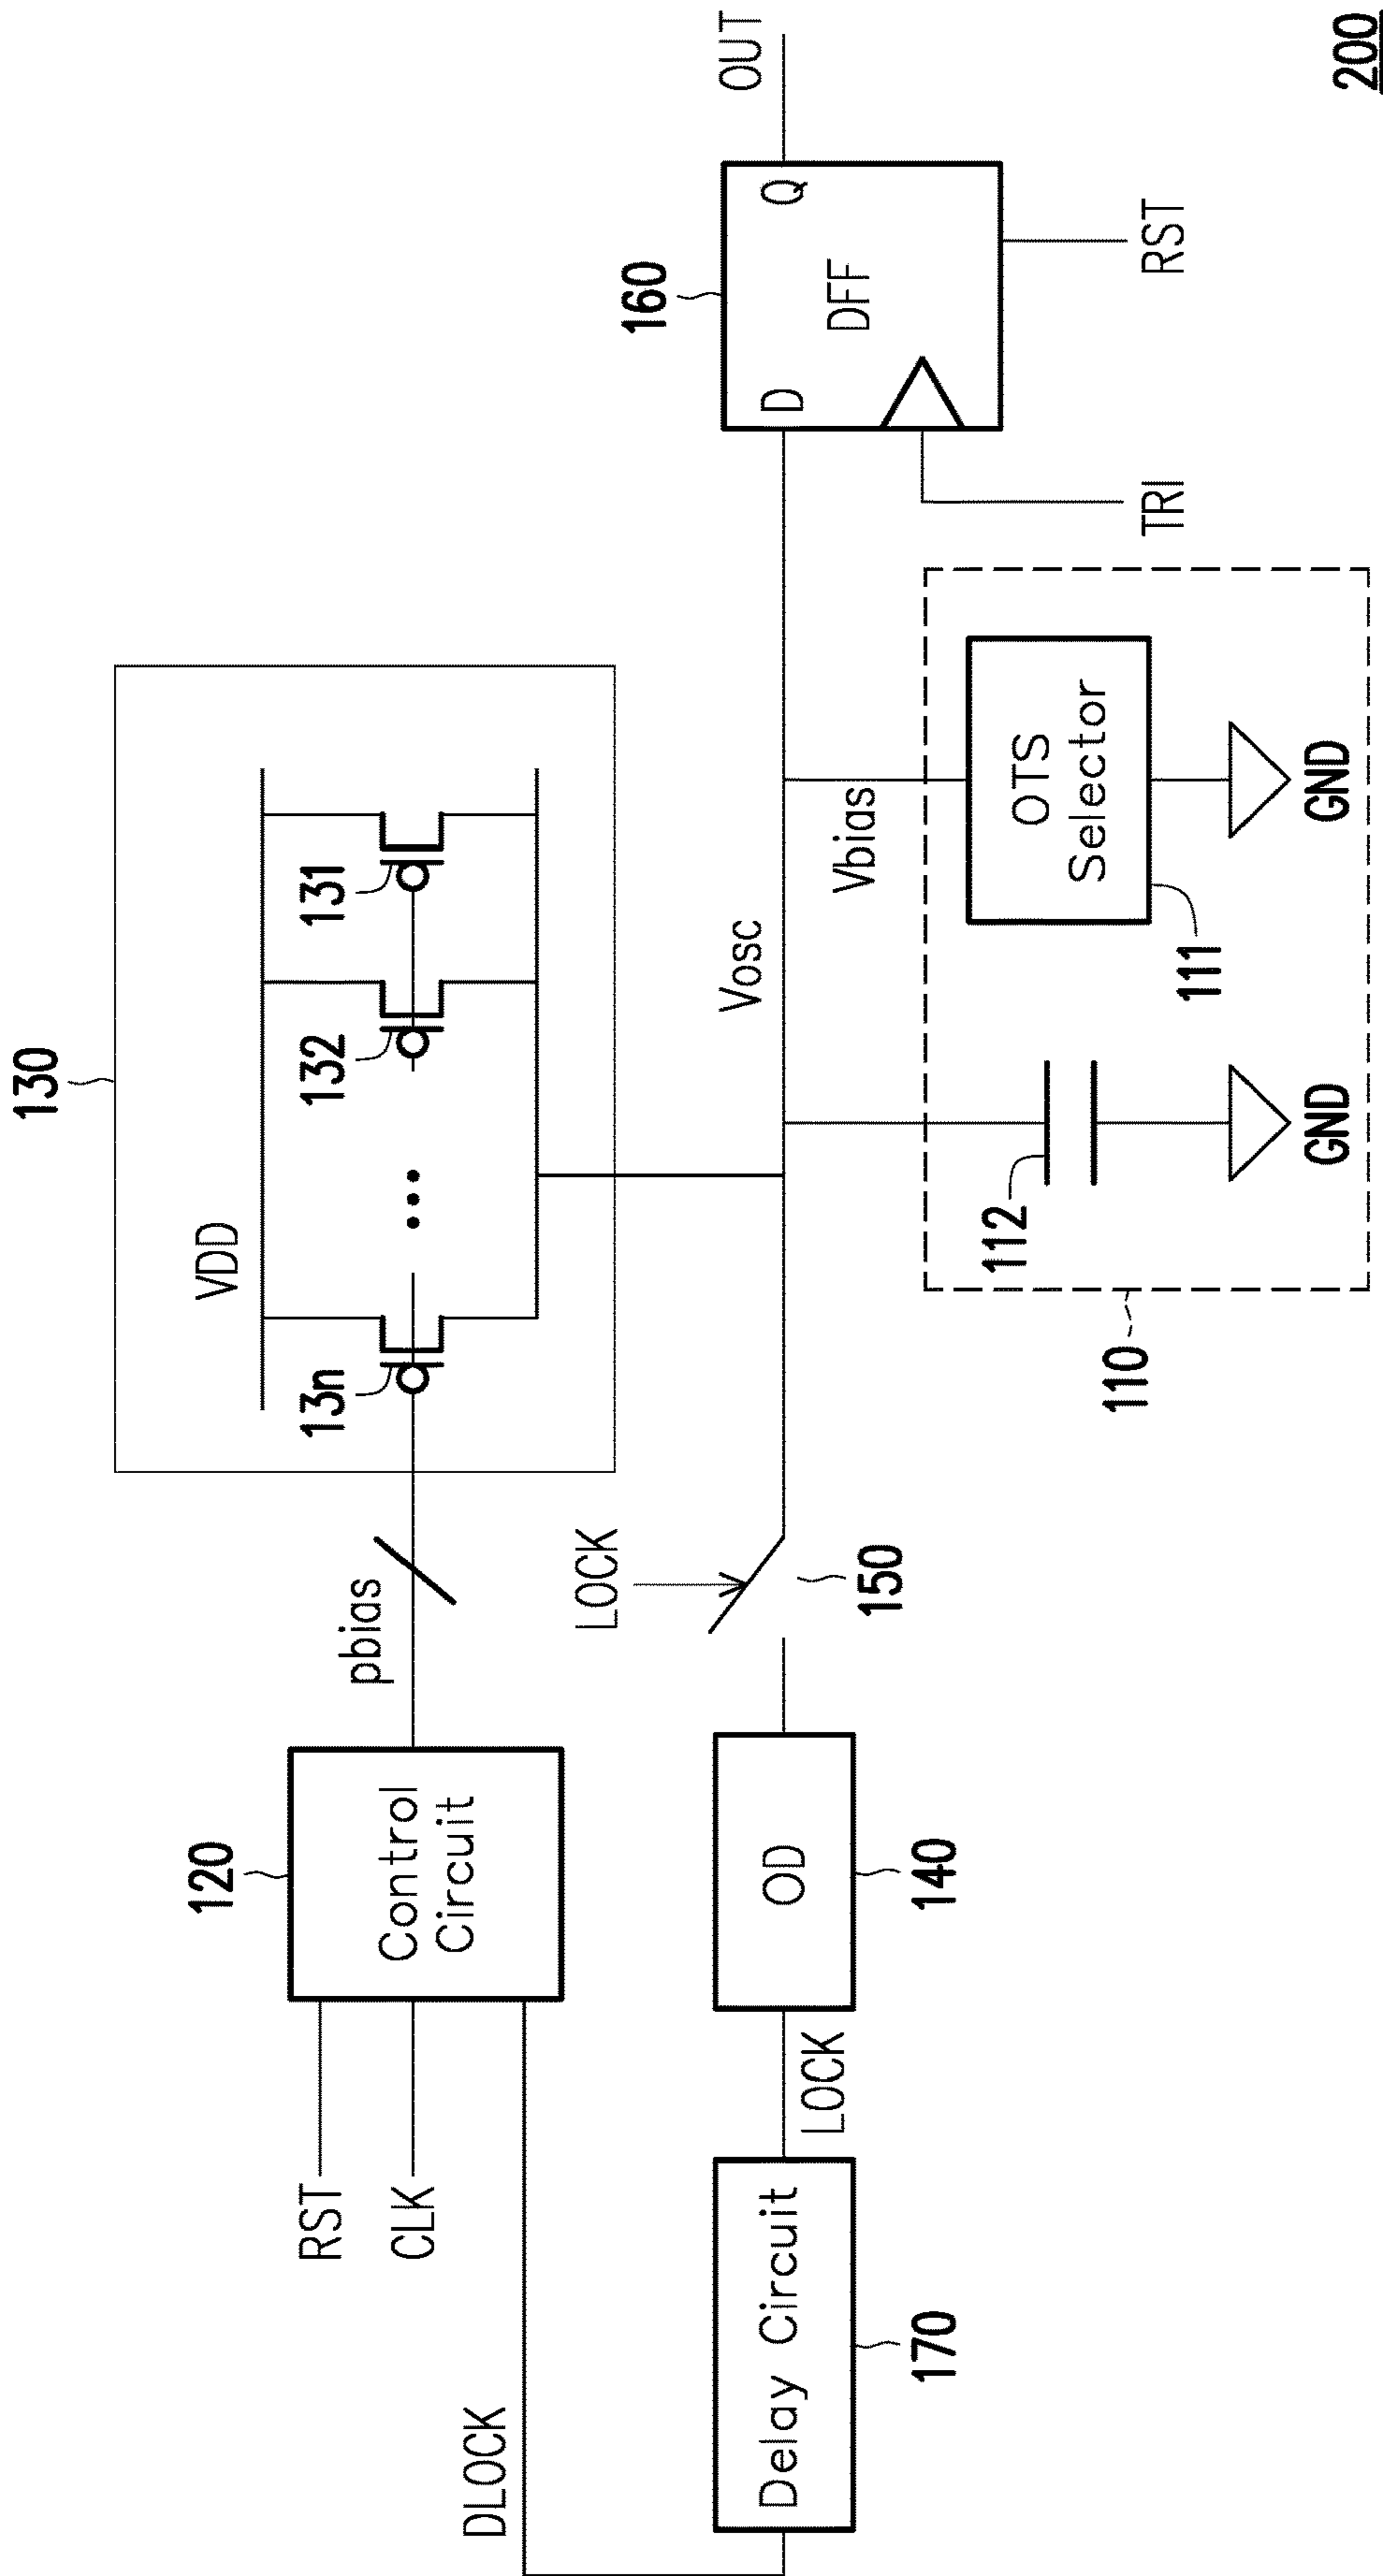 130
VDD
13n
132
131
...
120
pbias
RST
CLK
Control
Circuit
DLOCK
LOCK
160
OUT
Vosc
D
Q
DFF
Delay Circuit
LOCK
OD
150
Vbias
170
140
TRI
RST
112
OTS
Selector
111
110
GND
GND
200